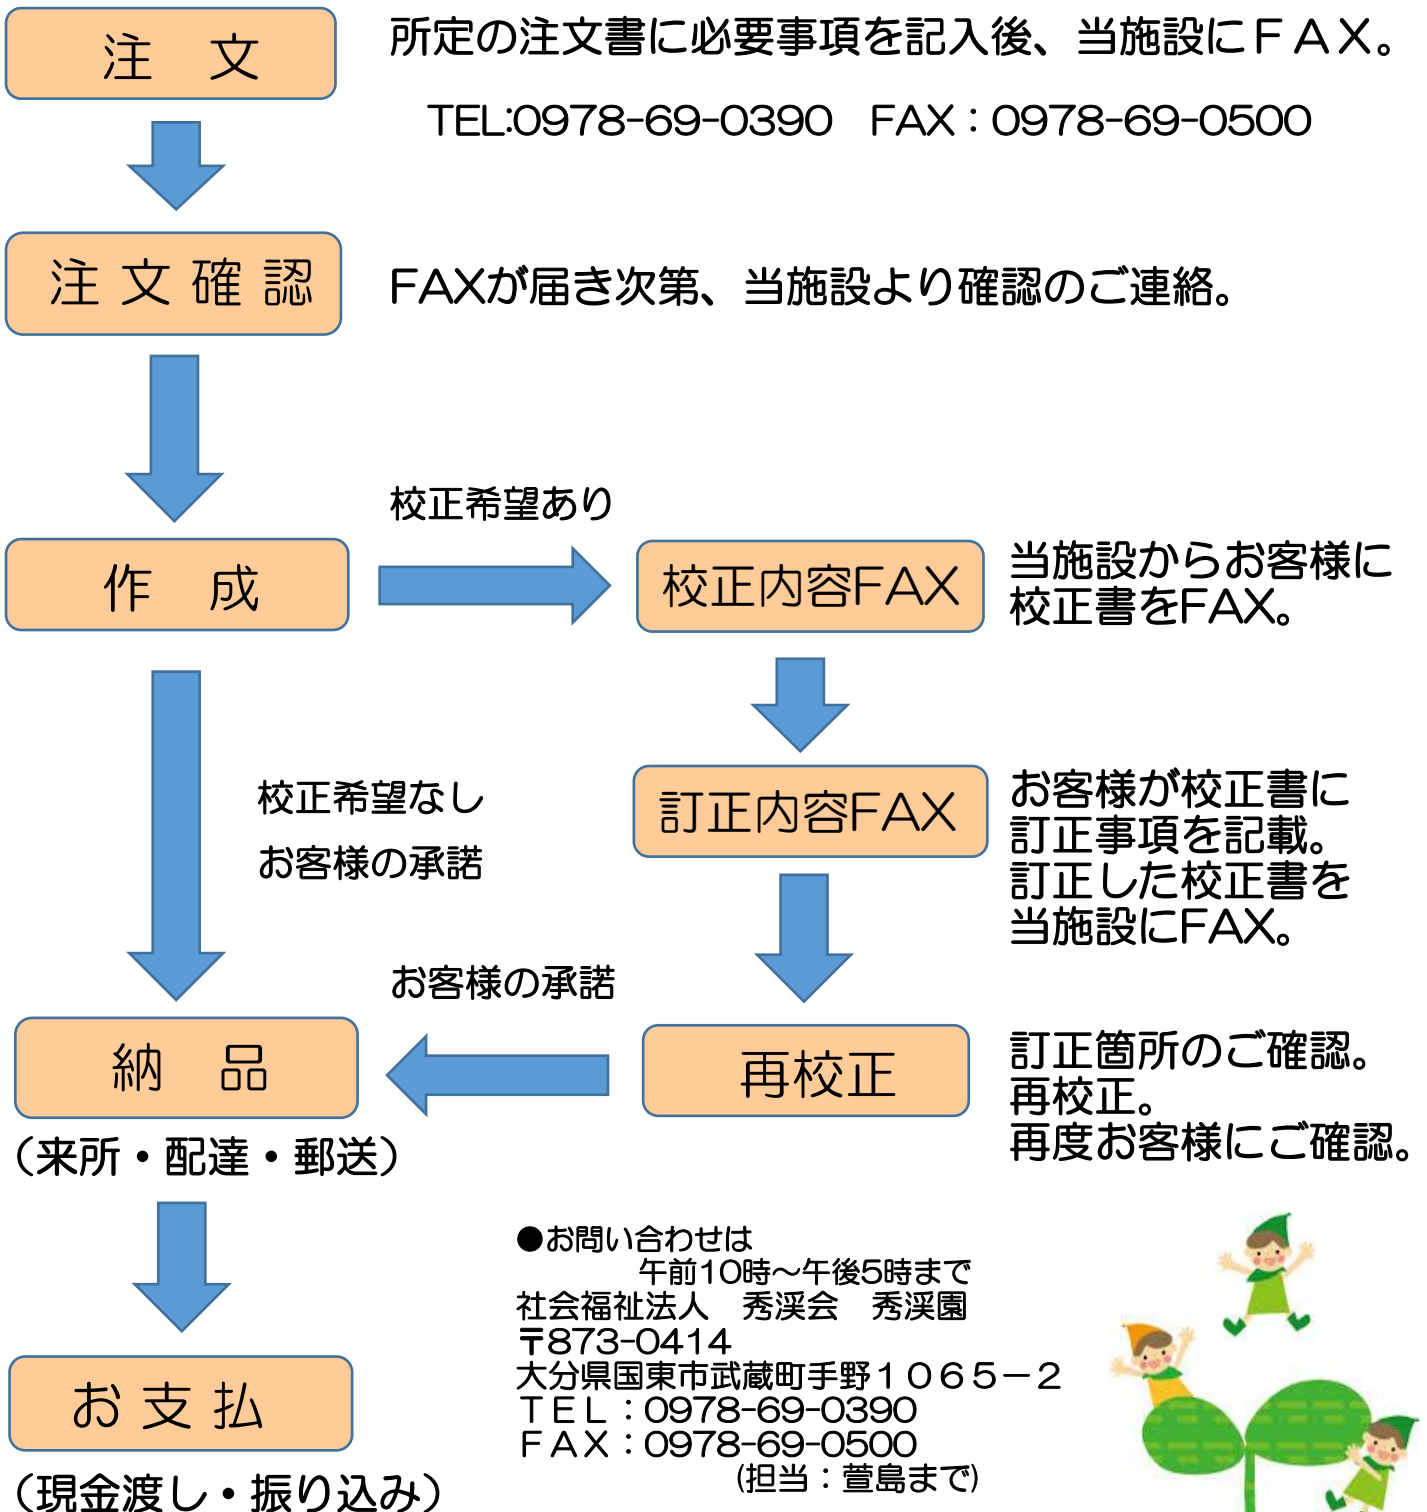 注　文
所定の注文書に必要事項を記入後、当施設にＦＡＸ。
TEL:0978-69-0390　FAX：0978-69-0500
注文確認
FAXが届き次第、当施設より確認のご連絡。
校正希望あり
作　成
校正内容FAX
当施設からお客様に
校正書をFAX。
校正希望なし
お客様の承諾
訂正内容FAX
お客様が校正書に
訂正事項を記載。
訂正した校正書を
当施設にFAX。
お客様の承諾
納　品
（来所・配達・郵送）
再校正
訂正箇所のご確認。
再校正。
再度お客様にご確認。
お支払
（現金渡し・振り込み）
●お問い合わせは
午前10時～午後5時まで
社会福祉法人　秀渓会　秀渓園
〒873-0414
大分県国東市武蔵町手野１０６５－２
ＴＥＬ：0978-69-0390
ＦＡＸ：0978-69-0500
(担当：萱島まで)